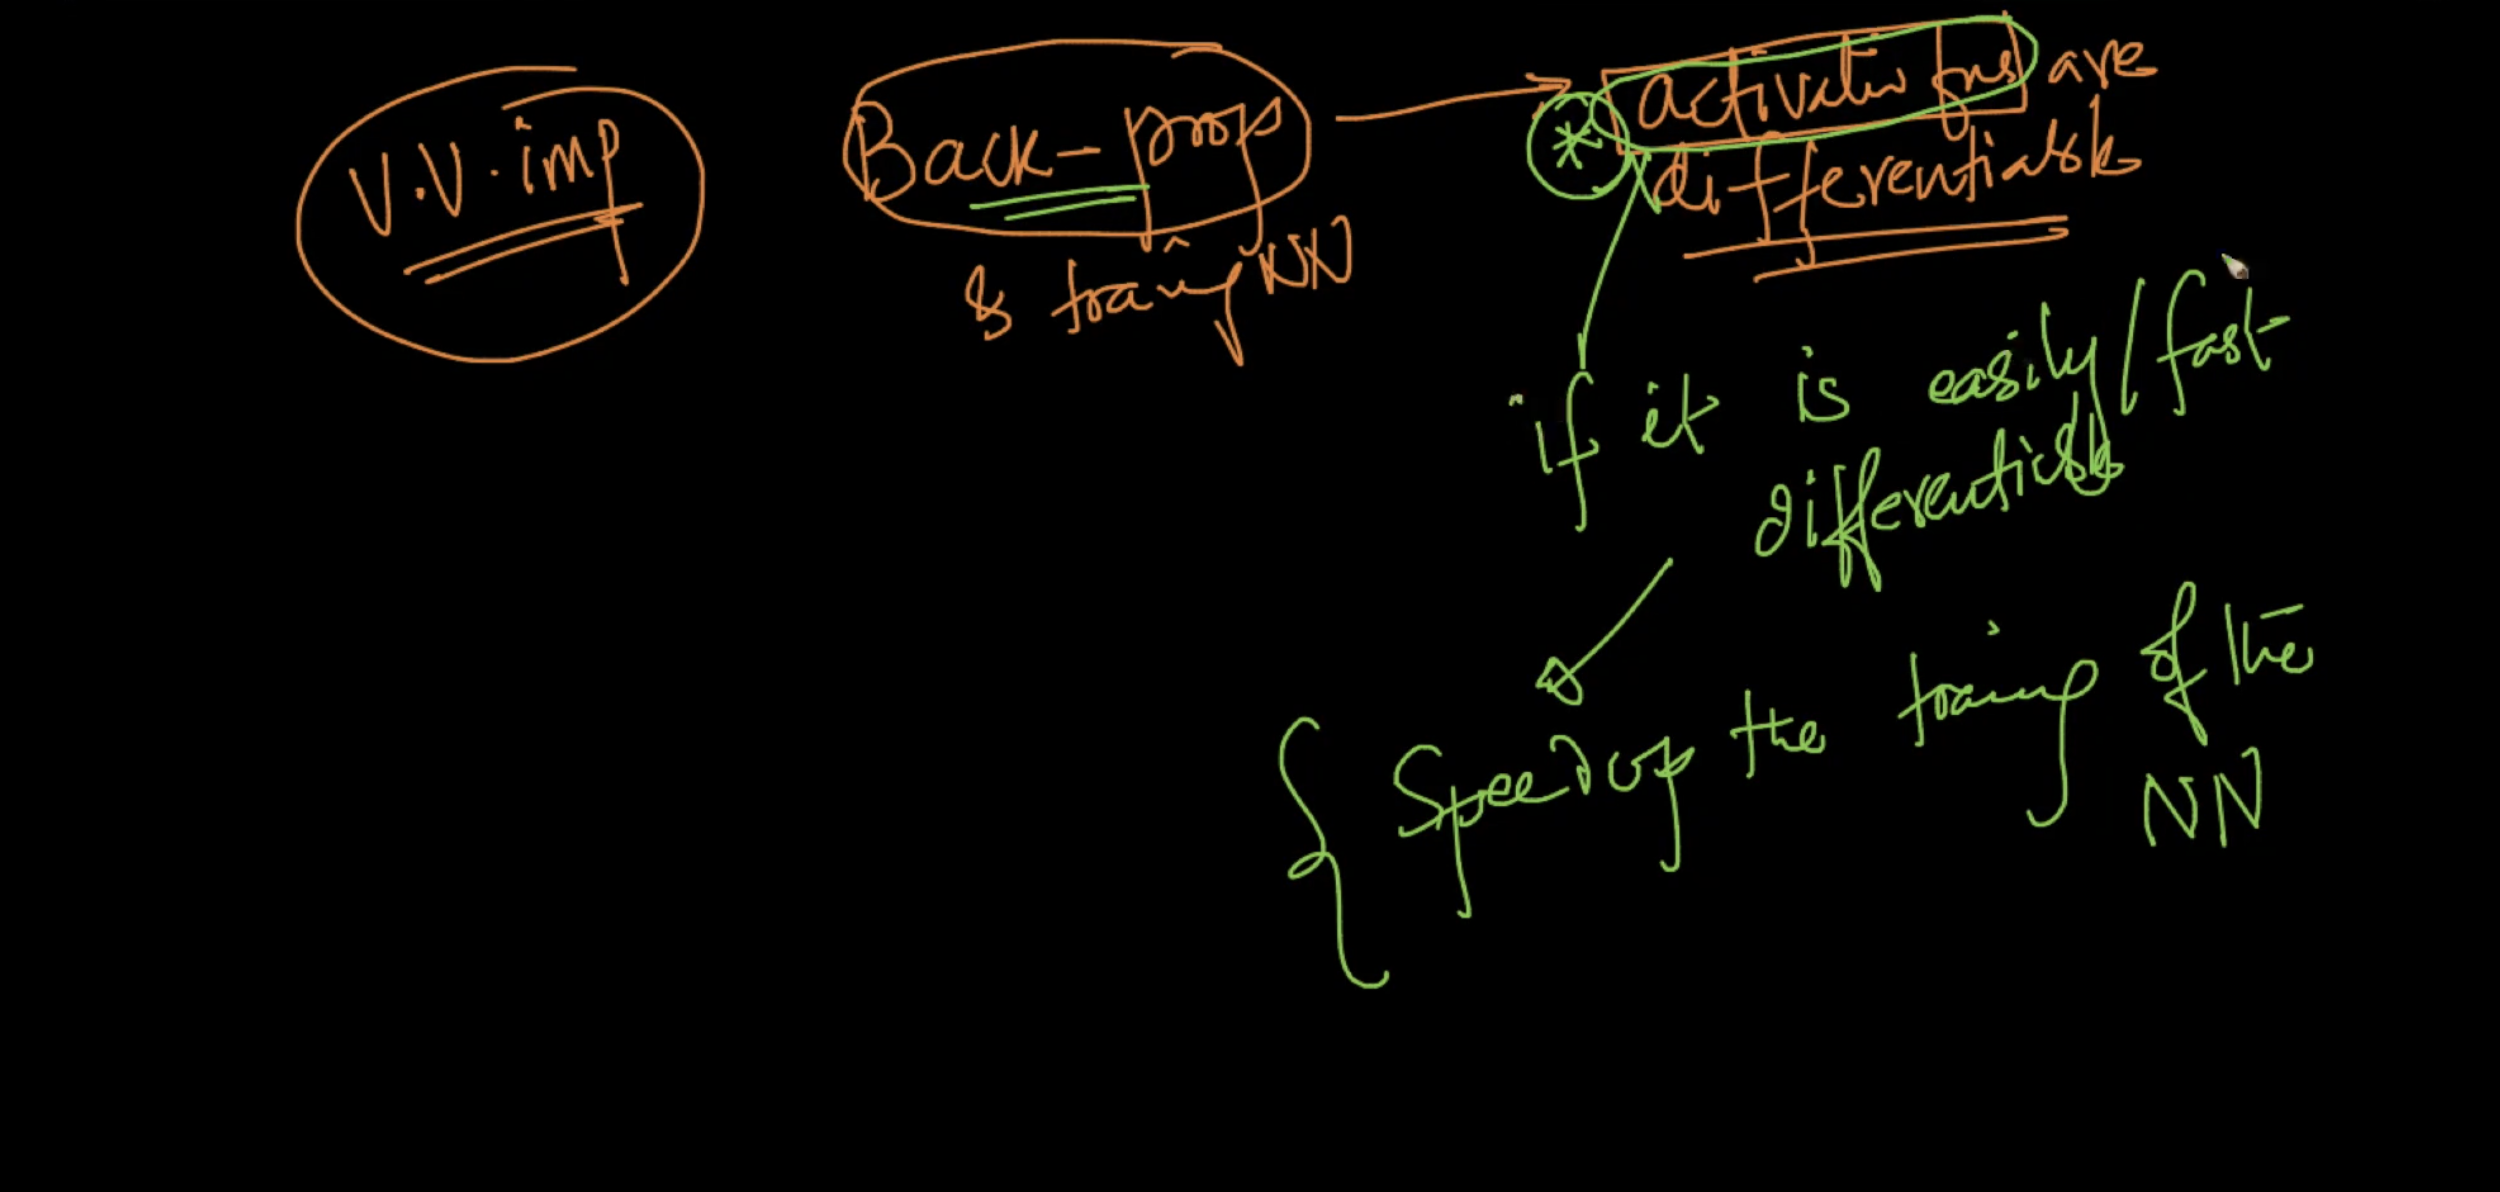 V.V.imp
Back-prop
& traing NN
activatin fns are
differentiable
if it is easily/fast
differentiable
Speed up the traing of the
NN